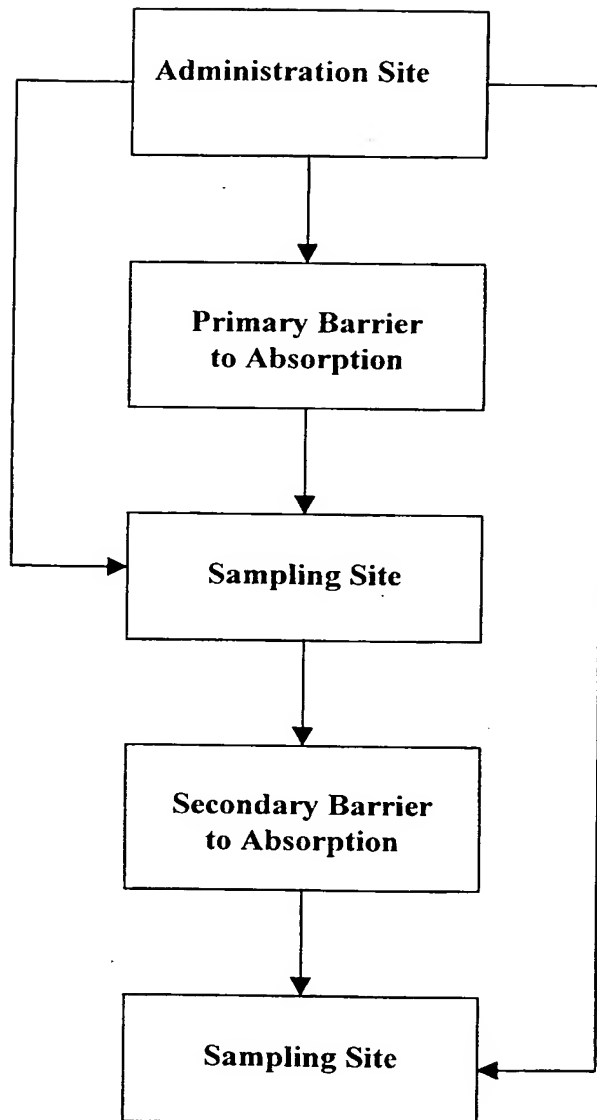 Administration Site
Primary Barrier
to Absorption
Sampling Site
Secondary Barrier
to Absorption
Sampling Site